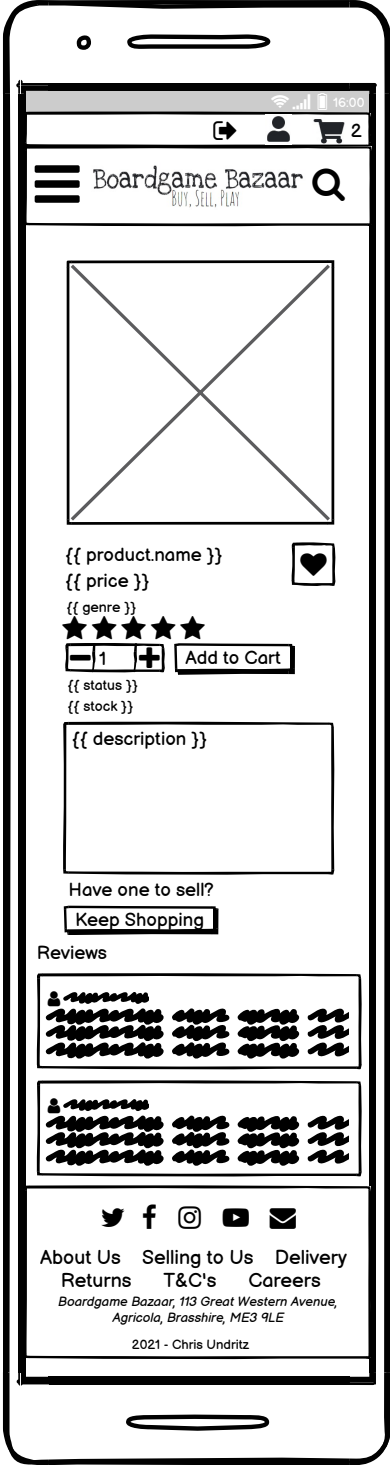 16:00
2
Boardgame Bazaar
Buy, Sell, Play
{{ product.name }}
{{ price }}
{{ genre }}
1 Add to Cart
{{ status }}
{{ stock }}
{{ description }}
Have one to sell?
Keep Shopping
Reviews
About Us Selling to Us Delivery
Returns T&C's Careers
Boardgame Bazaar, 113 Great Western Avenue,
Agricola, Brasshire, ME3 9LE
2021 - Chris Undritz